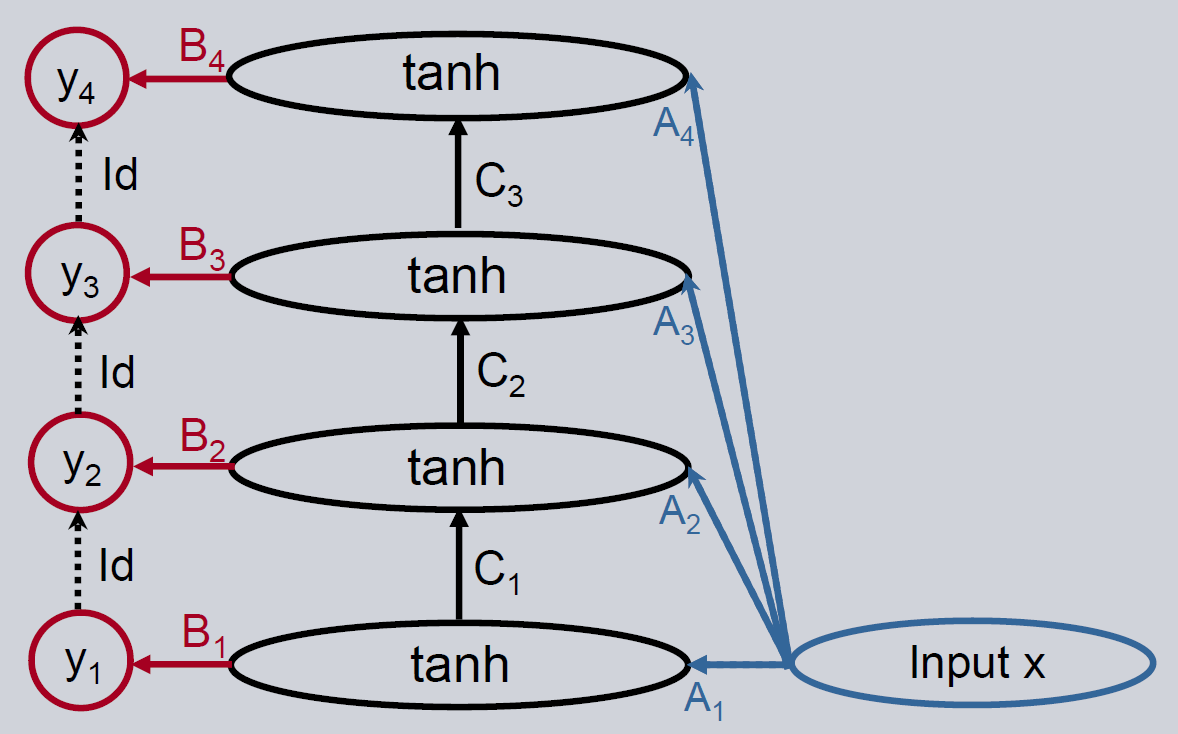 y₄ B₄ tanh
A₄
Id C₃
y₃ B₃ tanh
A₃
Id C₂
y₂ B₂ tanh
A₂
Id C₁
y₁ B₁ tanh Input x
A₁